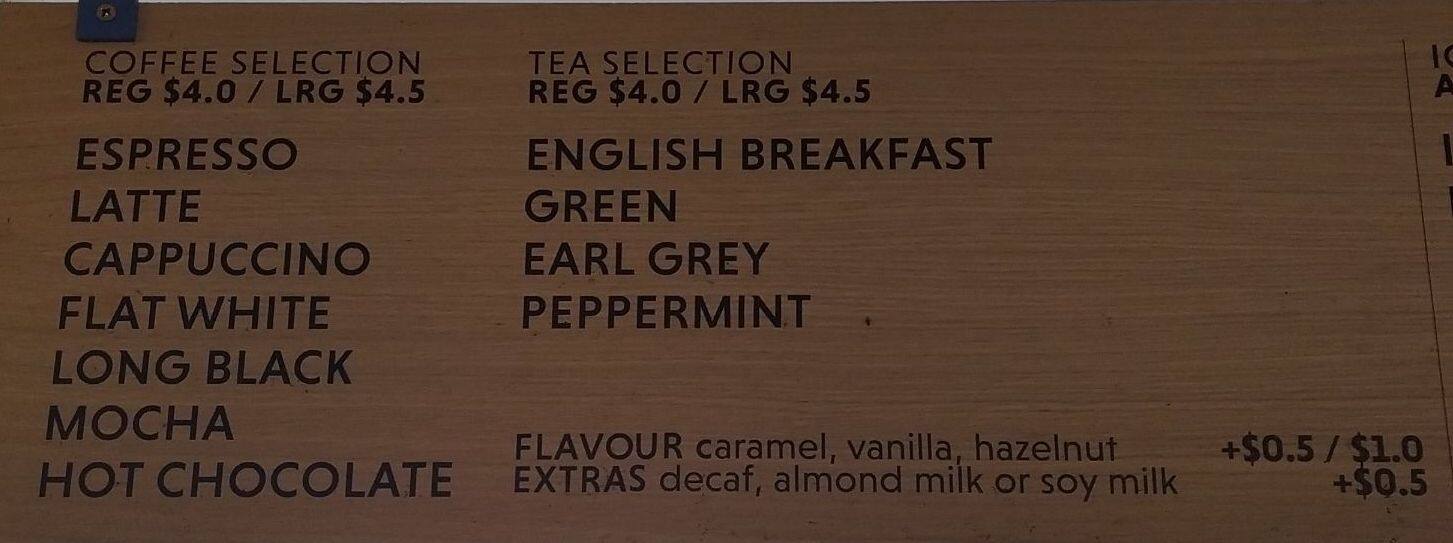 COFFEE SELECTION
REG $4.0 / LRG $4.5
ESPRESSO
LATTE
CAPPUCCINO
FLAT WHITE
LONG BLACK
MOCHA
HOT CHOCOLATE
TEA SELECTION
REG $4.0 / LRG $4.5
ENGLISH BREAKFAST
GREEN
EARL GREY
PEPPERMINT
FLAVOUR caramel, vanilla, hazelnut +$0.5 / $1.0
EXTRAS decaf, almond milk or soy milk +$0.5